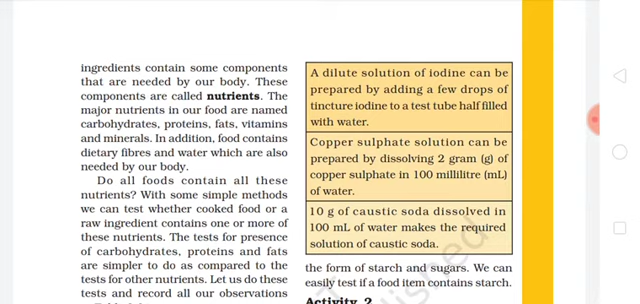 ingredients contain some components
that are needed by our body. These
components are called nutrients. The
major nutrients in our food are named
carbohydrates, proteins, fats, vitamins
and minerals. In addition, food contains
dietary fibres and water which are also
needed by our body.
Do all foods contain all these
nutrients? With some simple methods
we can test whether cooked food or a
raw ingredient contains one or more of
these nutrients. The tests for presence
of carbohydrates, proteins and fats
are simpler to do as compared to the
tests for other nutrients. Let us do these
tests and record all our observations
A dilute solution of iodine can be
prepared by adding a few drops of
tincture iodine to a test tube half filled
with water.
Copper sulphate solution can be
prepared by dissolving 2 gram (g) of
copper sulphate in 100 millilitre (mL)
of water.
10 g of caustic soda dissolved in
100 mL of water makes the required
solution of caustic soda.
the form of starch and sugars. We can
easily test if a food item contains starch.
Activity 2